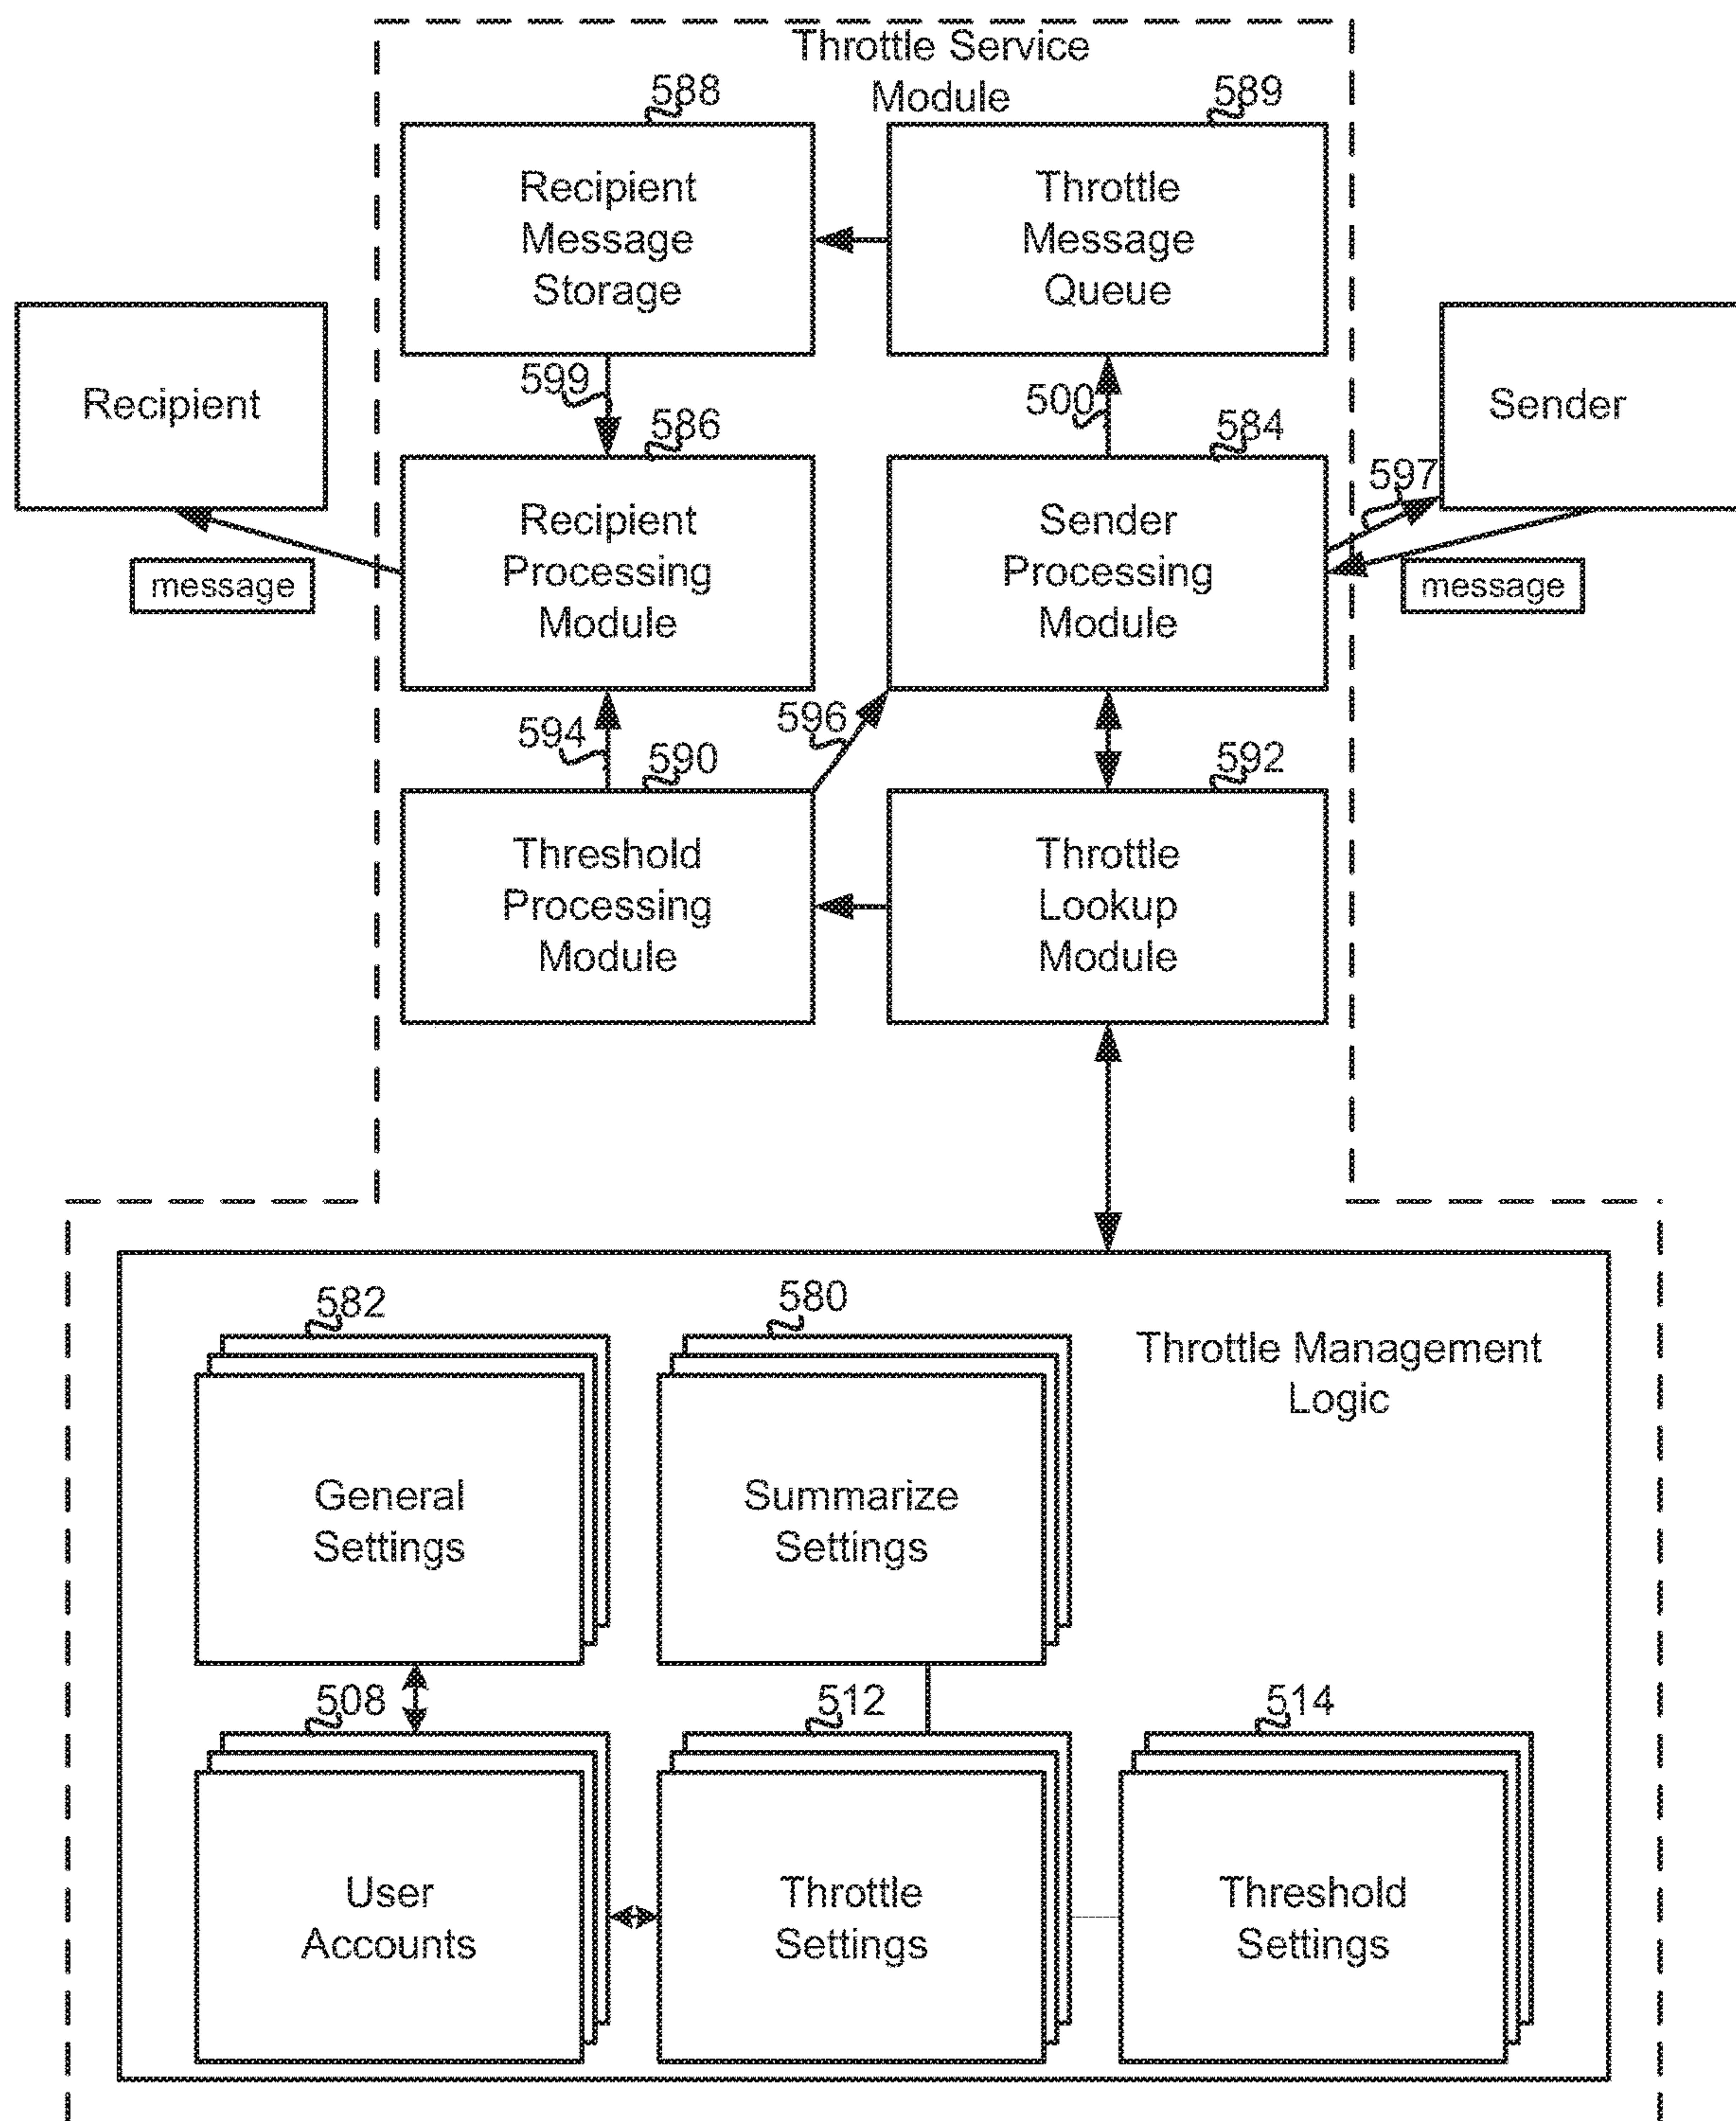 Throttle Service
Module
588
589
Recipient
Message
Storage
Throttle
Message
Queue
Recipient
Sender
599
500
586
584
597
Recipient
Processing
Module
Sender
Processing
Module
message
message
594
596
590
592
Threshold
Processing
Module
Throttle
Lookup
Module
582
580
Throttle Management
Logic
General
Settings
Summarize
Settings
508
512
514
User
Accounts
Throttle
Settings
Threshold
Settings